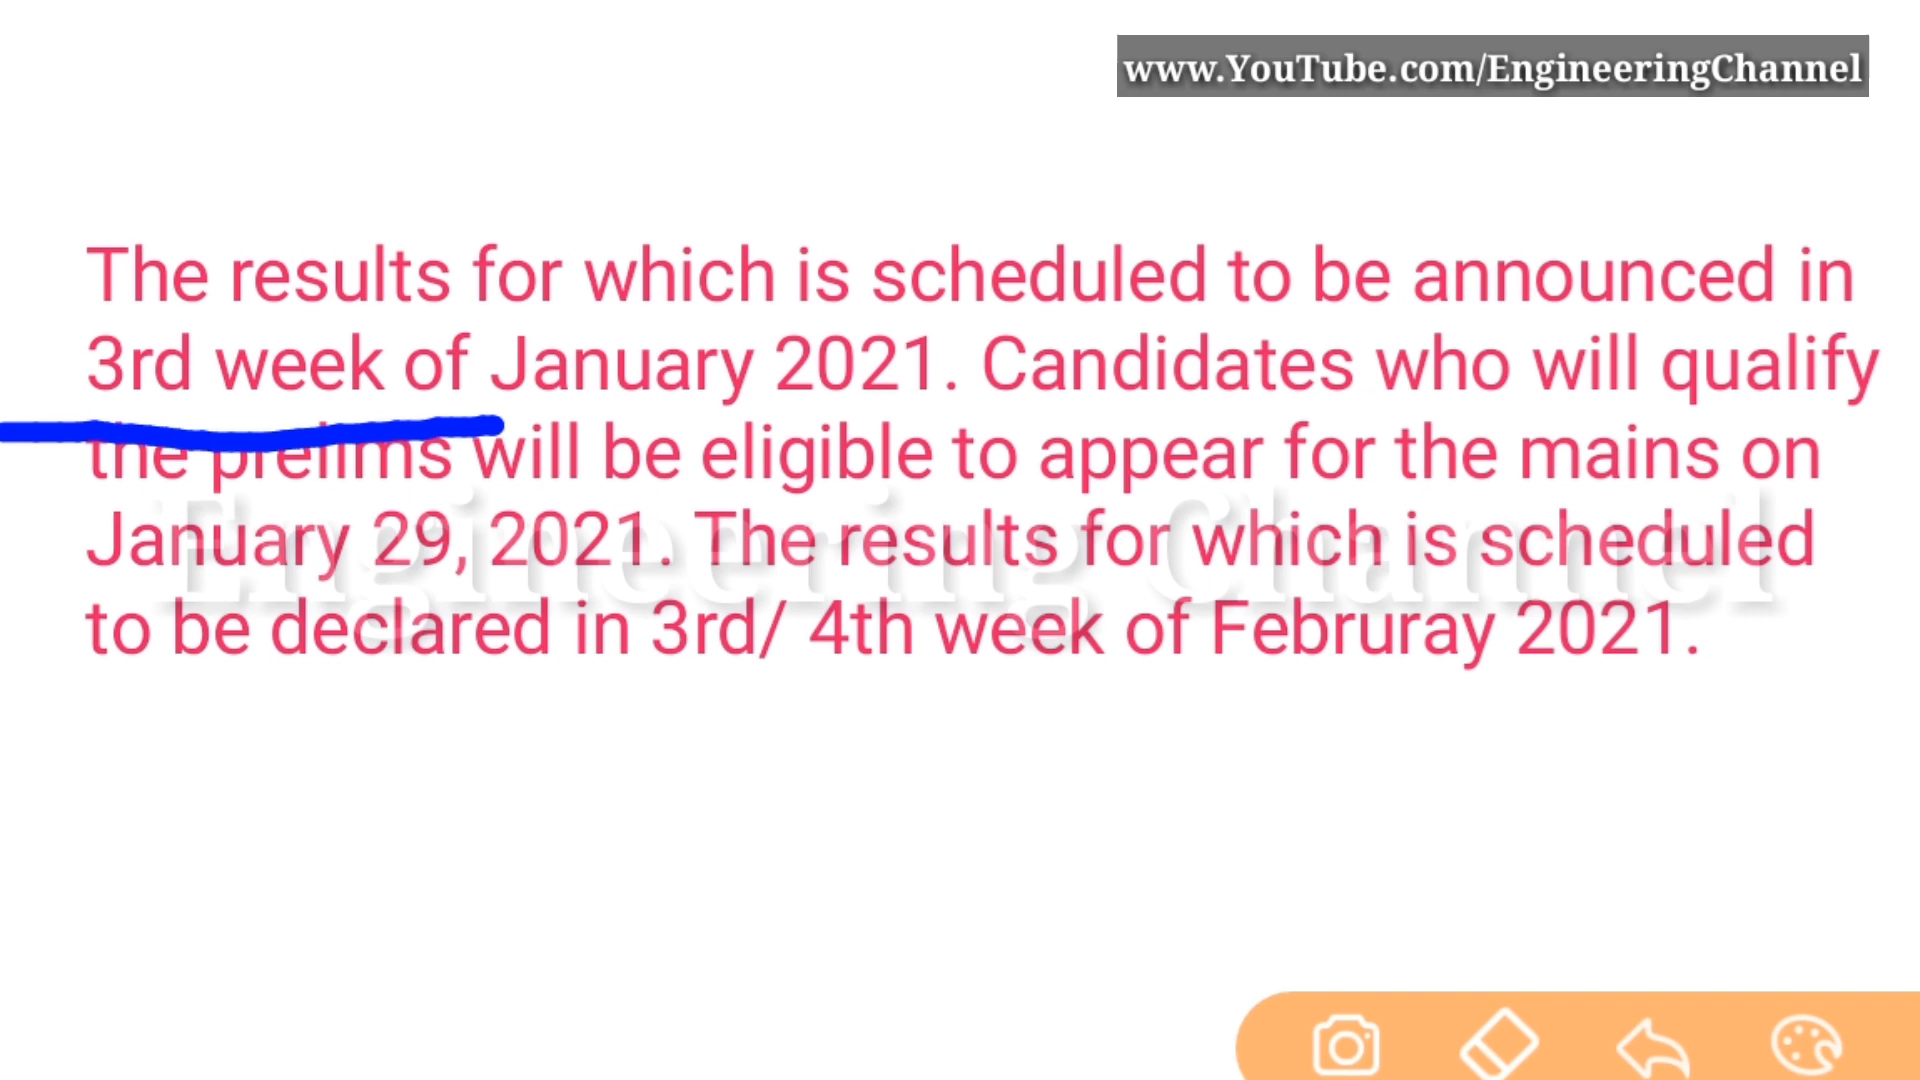 www.YouTube.com/EngineeringChannel
The results for which is scheduled to be announced in
3rd week of January 2021. Candidates who will qualify
the prelims will be eligible to appear for the mains on
January 29, 2021. The results for which is scheduled
to be declared in 3rd/ 4th week of Februray 2021.
Engineering Channel